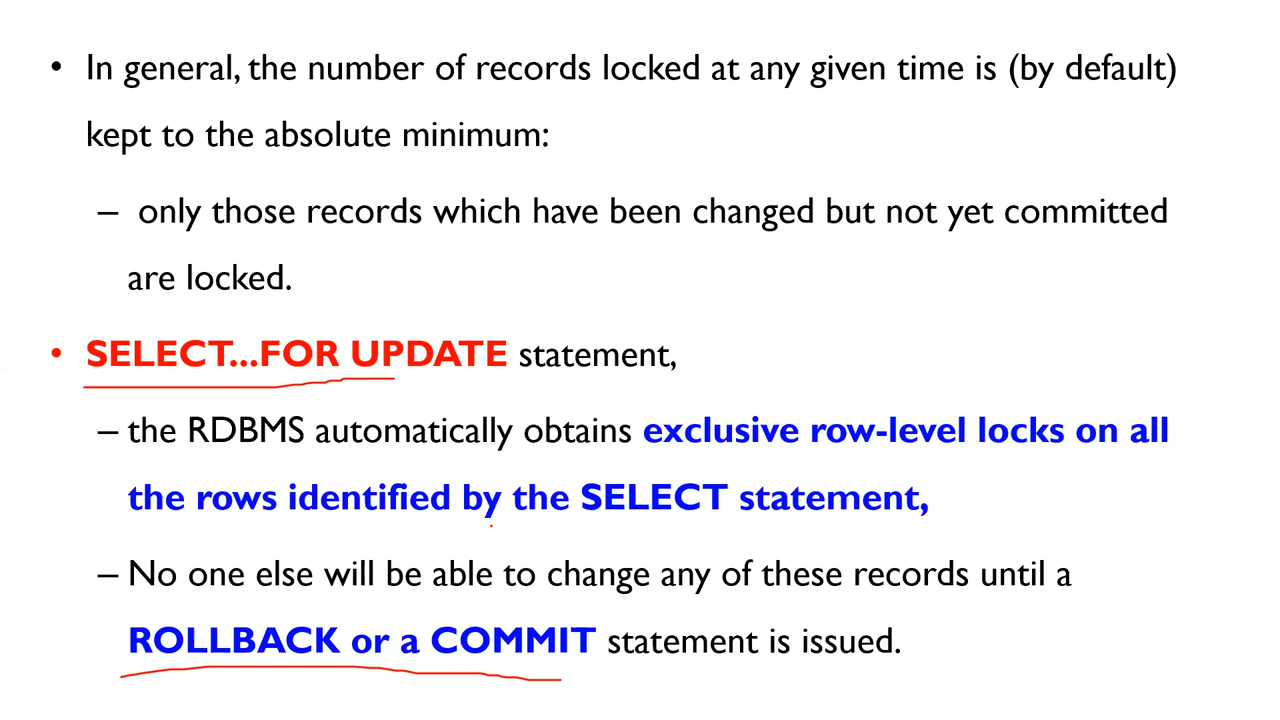 • In general, the number of records locked at any given time is (by default)
kept to the absolute minimum:
– only those records which have been changed but not yet committed
are locked.
• SELECT...FOR UPDATE statement,
– the RDBMS automatically obtains exclusive row-level locks on all
the rows identified by the SELECT statement,
– No one else will be able to change any of these records until a
ROLLBACK or a COMMIT statement is issued.